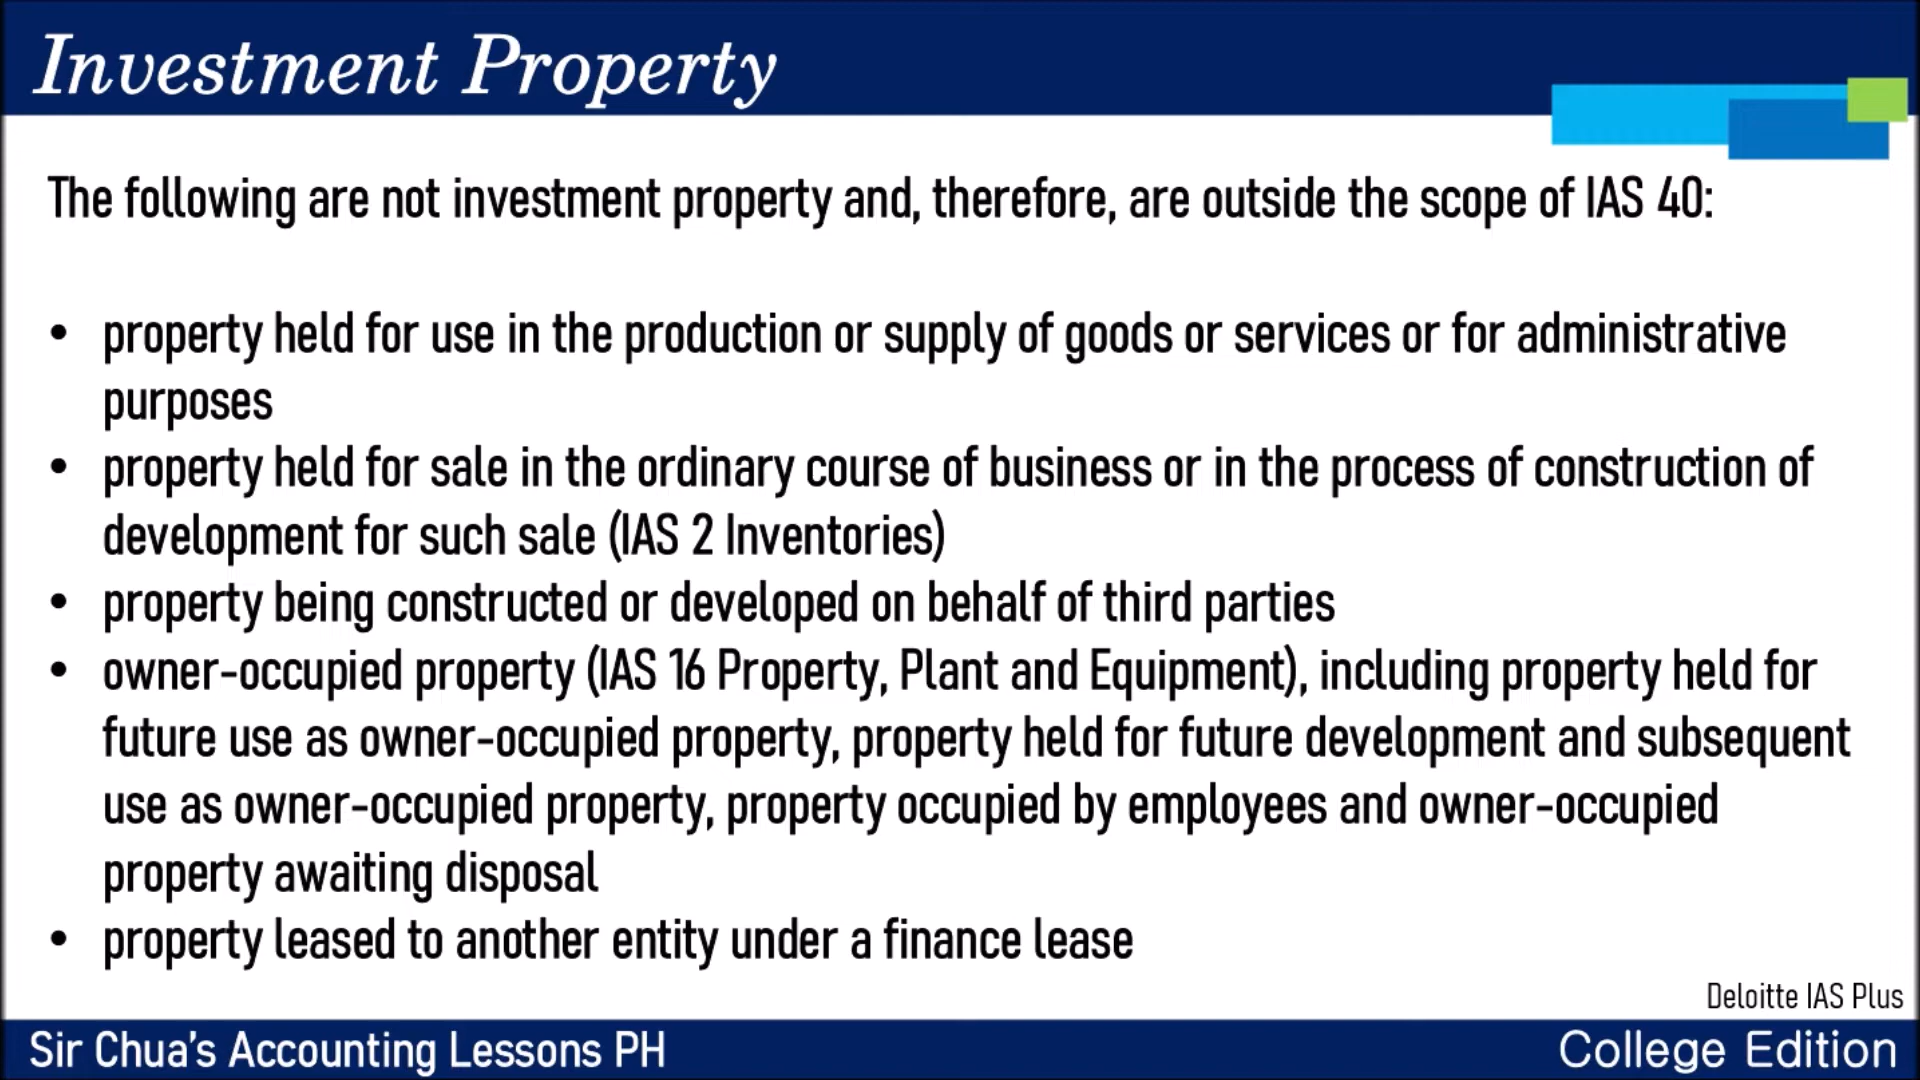 Investment Property
The following are not investment property and, therefore, are outside the scope of IAS 40:
• property held for use in the production or supply of goods or services or for administrative
purposes
• property held for sale in the ordinary course of business or in the process of construction of
development for such sale (IAS 2 Inventories)
• property being constructed or developed on behalf of third parties
• owner-occupied property (IAS 16 Property, Plant and Equipment), including property held for
future use as owner-occupied property, property held for future development and subsequent
use as owner-occupied property, property occupied by employees and owner-occupied
property awaiting disposal
• property leased to another entity under a finance lease
Deloitte IAS Plus
Sir Chua's Accounting Lessons PH
College Edition